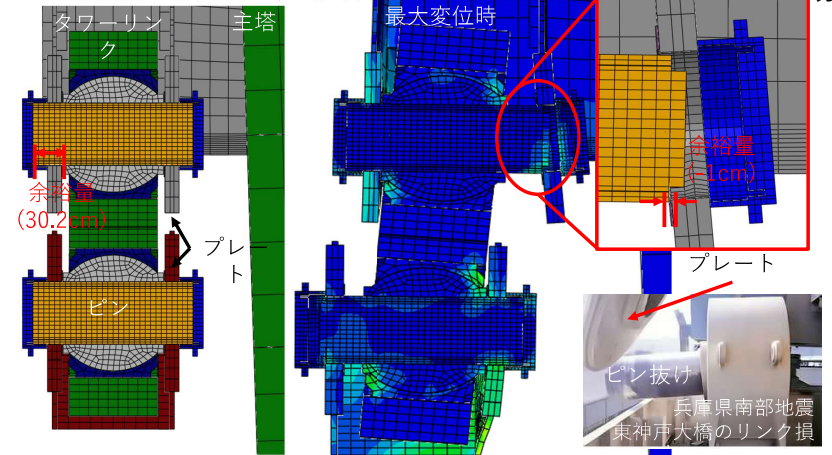 タワーリン
ク
主塔
最大変位時
余裕量
(30.2cm)
プレー
ト
ピン
余裕量
(-1cm)
プレート
ピン抜け
兵庫県南部地震
東神戸大橋のリンク損